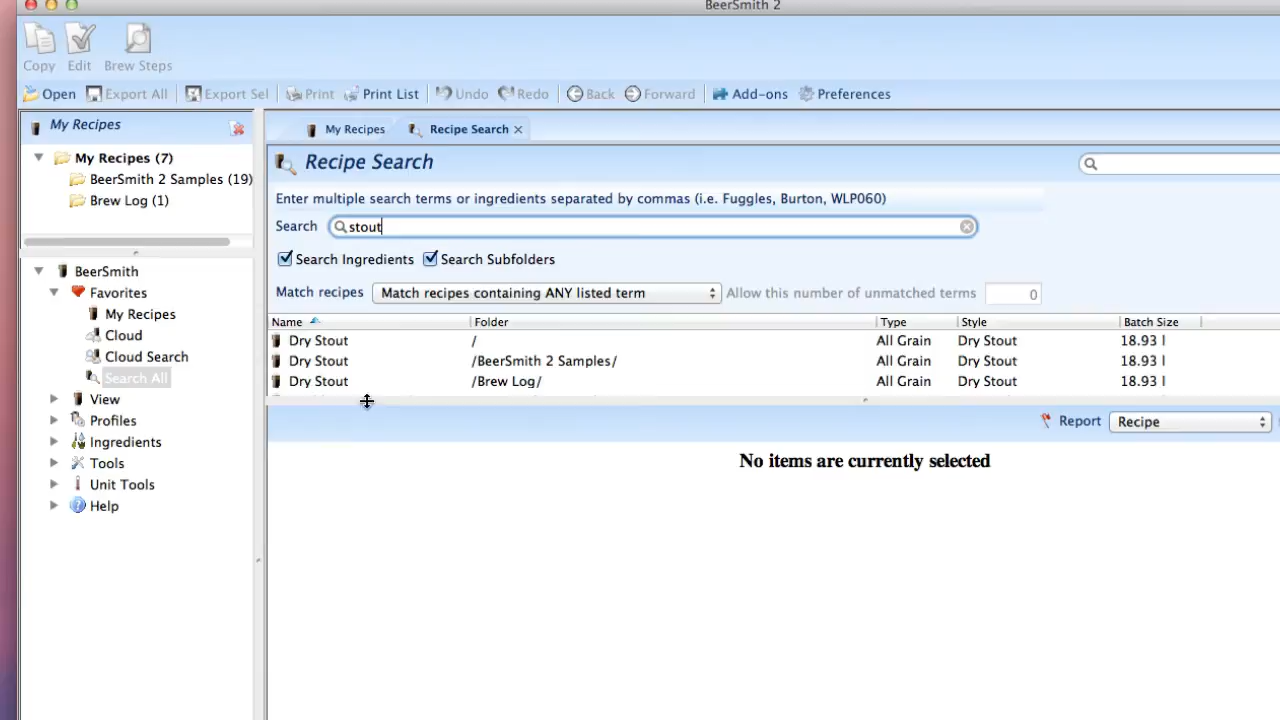 BeerSmith 2
Copy Edit Brew Steps
Open Export All Export Sel Print Print List Undo Redo Back Forward Add-ons Preferences
My Recipes
My Recipes (7)
BeerSmith 2 Samples (19)
Brew Log (1)
BeerSmith
Favorites
My Recipes
Cloud
Cloud Search
Search All
View
Profiles
Ingredients
Tools
Unit Tools
Help
My Recipes Recipe Search
Recipe Search
Enter multiple search terms or ingredients separated by commas (i.e. Fuggles, Burton, WLP060)
Search stout
Search Ingredients Search Subfolders
Match recipes Match recipes containing ANY listed term Allow this number of unmatched terms 0
Name Folder Type Style Batch Size
Dry Stout / All Grain Dry Stout 18.93 l
Dry Stout /BeerSmith 2 Samples/ All Grain Dry Stout 18.93 l
Dry Stout /Brew Log/ All Grain Dry Stout 18.93 l
Report Recipe
No items are currently selected